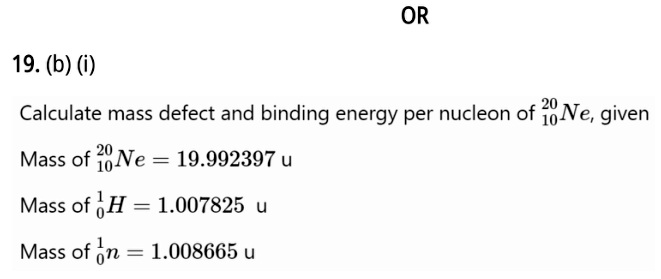 OR
19. (b) (i)
Calculate mass defect and binding energy per nucleon of ²⁰₁₀Ne, given
Mass of ²⁰₁₀Ne = 19.992397 u
Mass of ¹₀H = 1.007825 u
Mass of ¹₀n = 1.008665 u